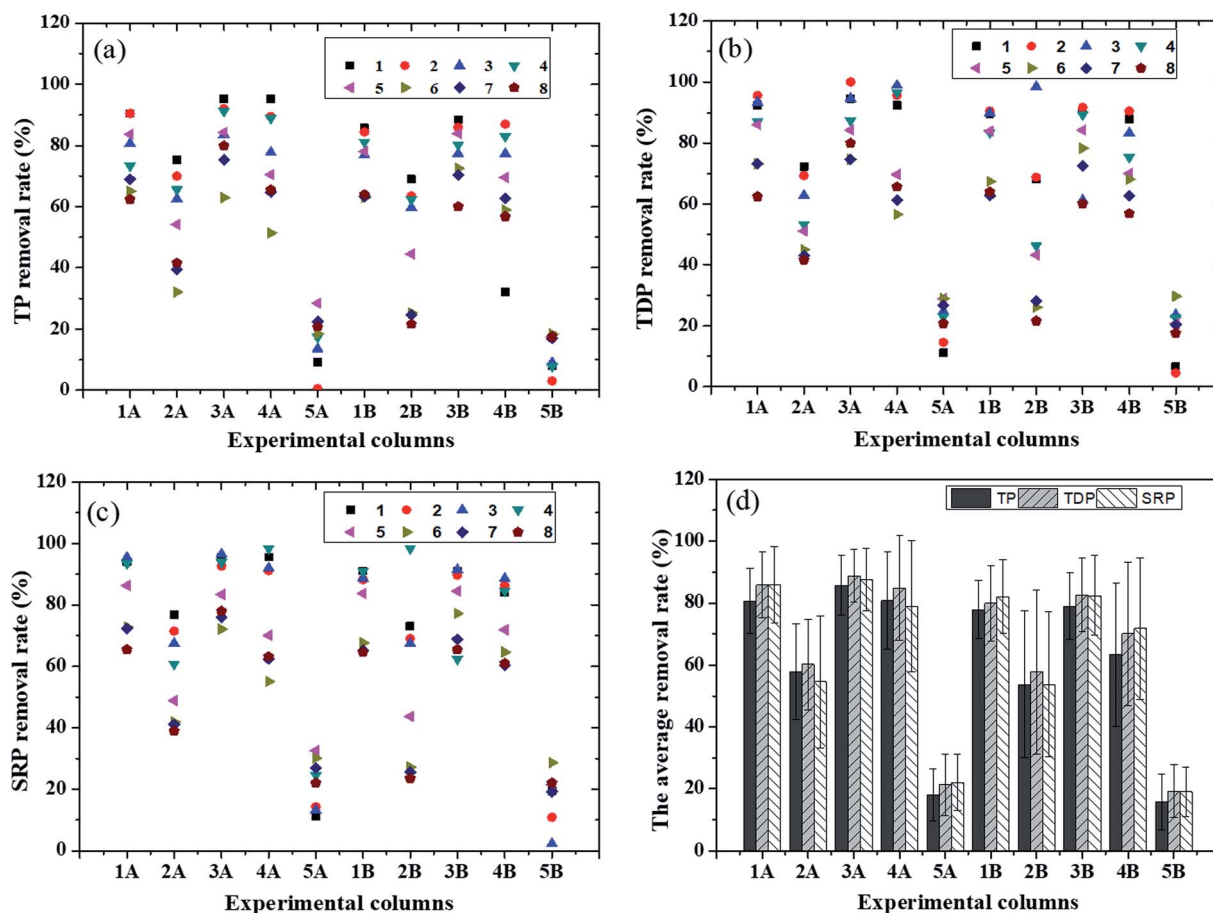 (a)
1 2 3 4
5 6 7 8
TP removal rate (%)
120
100
80
60
40
20
0
1A 2A 3A 4A 5A 1B 2B 3B 4B 5B
Experimental columns
(b)
1 2 3 4
5 6 7 8
TDP removal rate (%)
120
100
80
60
40
20
0
1A 2A 3A 4A 5A 1B 2B 3B 4B 5B
Experimental columns
(c)
1 2 3 4
5 6 7 8
SRP removal rate (%)
120
100
80
60
40
20
0
1A 2A 3A 4A 5A 1B 2B 3B 4B 5B
Experimental columns
(d)
TP TDP SRP
The average removal rate (%)
120
100
80
60
40
20
0
1A 2A 3A 4A 5A 1B 2B 3B 4B 5B
Experimental columns